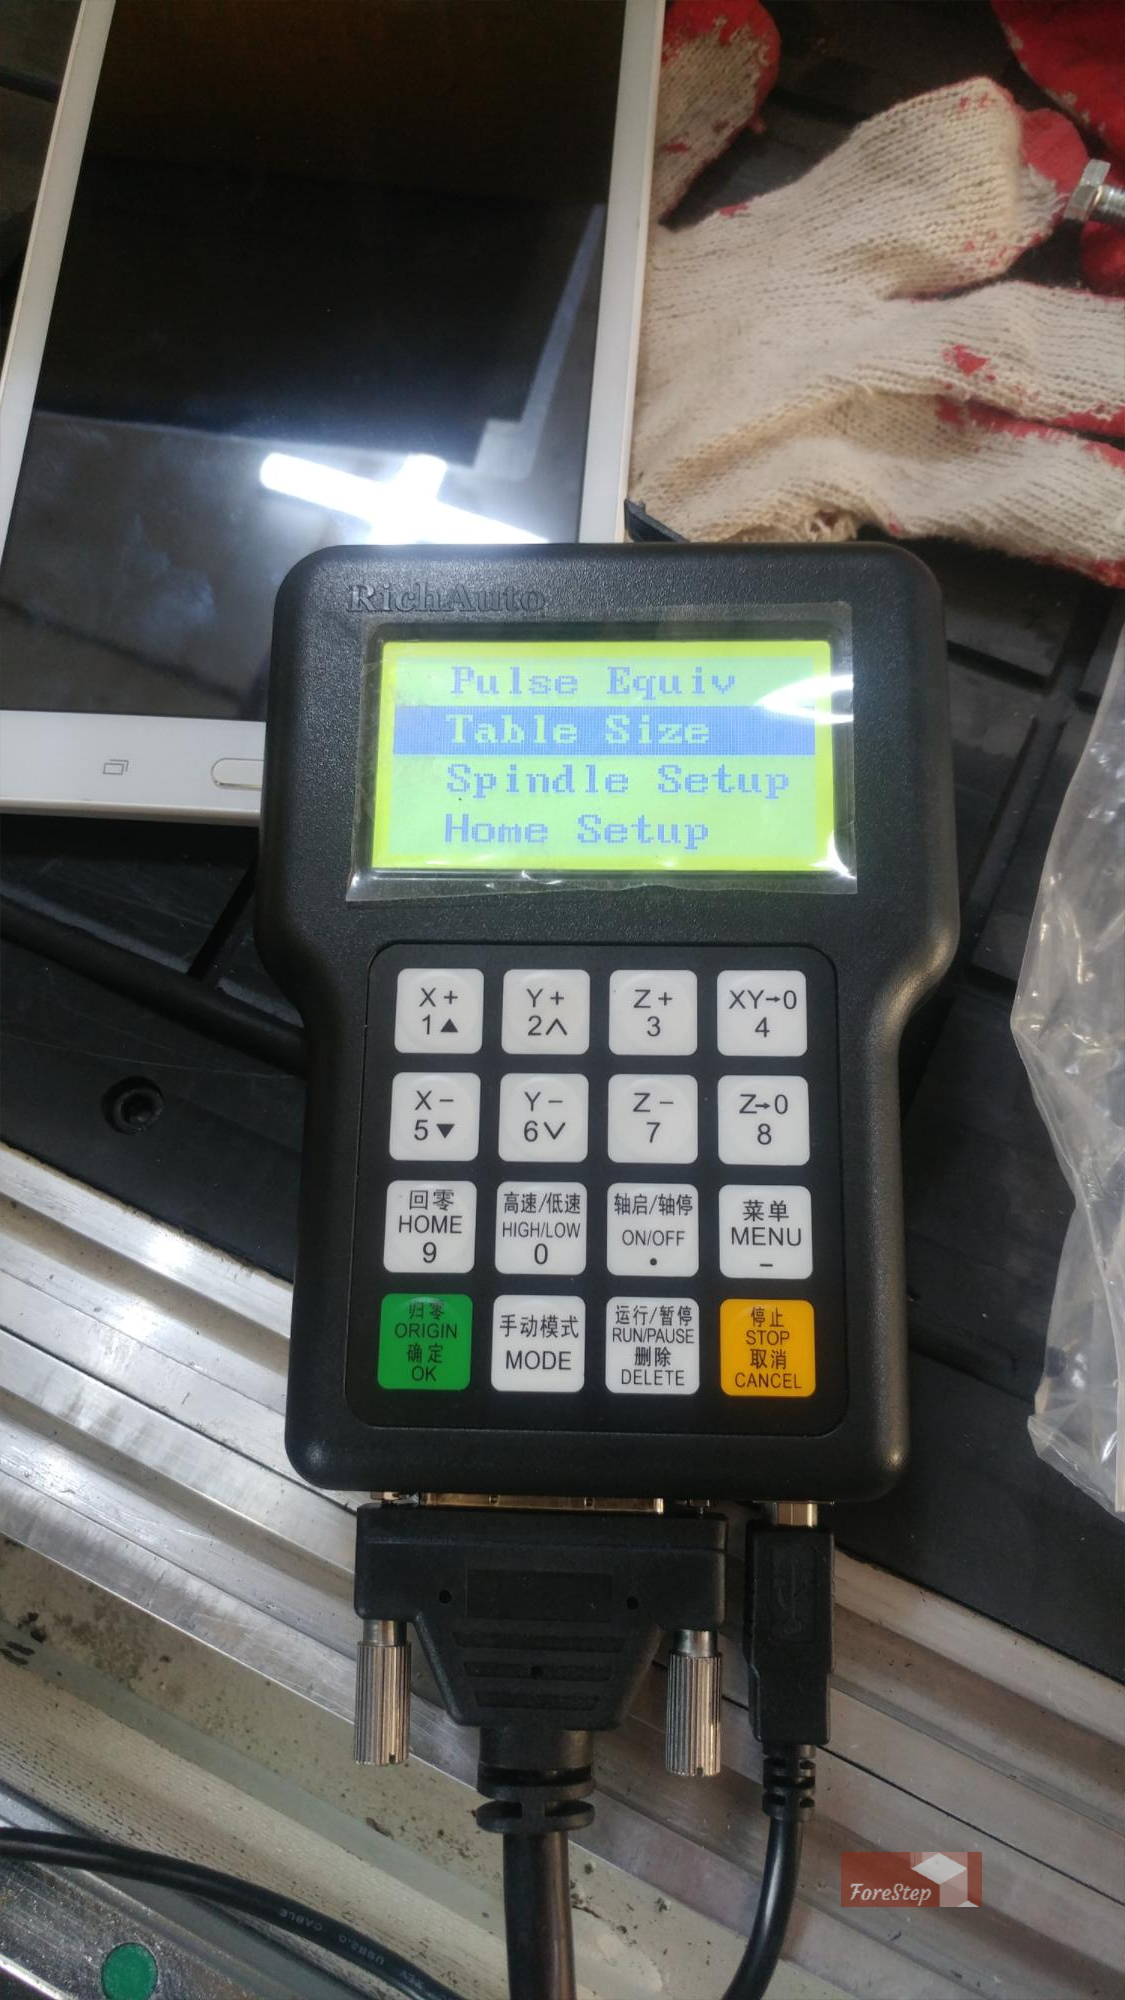 RichAuto
Pulse Equiv
Table Size
Spindle Setup
Home Setup
X+
1▲
Y+
2∧
Z+
3
XY→0
4
X-
5▼
Y-
6∨
Z-
7
Z→0
8
回零
HOME
9
高速/低速
HIGH/LOW
0
轴启/轴停
ON/OFF
.
菜单
MENU
-
归零
ORIGIN
确定
OK
手动模式
MODE
运行/暂停
RUN/PAUSE
删除
DELETE
停止
STOP
取消
CANCEL
ForeStep
CABLE
USB2.0